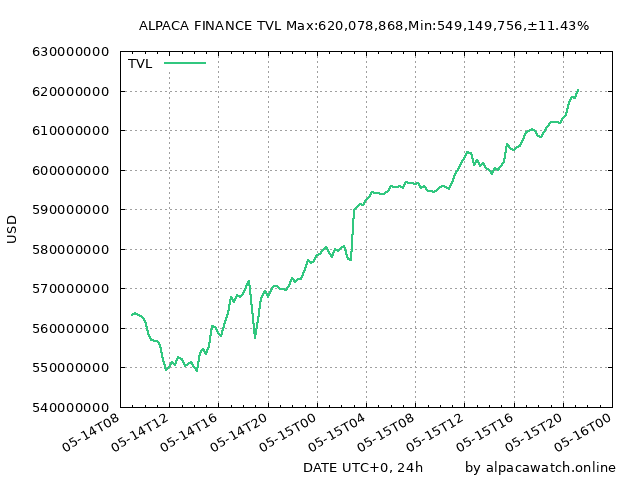 ALPACA FINANCE TVL Max:620,078,868,Min:549,149,756,±11.43%
630000000
TVL
620000000
610000000
600000000
590000000
USD
580000000
570000000
560000000
550000000
540000000
05-14T08
05-14T12
05-14T16
05-14T20
05-15T00
05-15T04
05-15T08
05-15T12
05-15T16
05-15T20
05-16T00
DATE UTC+0, 24h
by alpacawatch.online